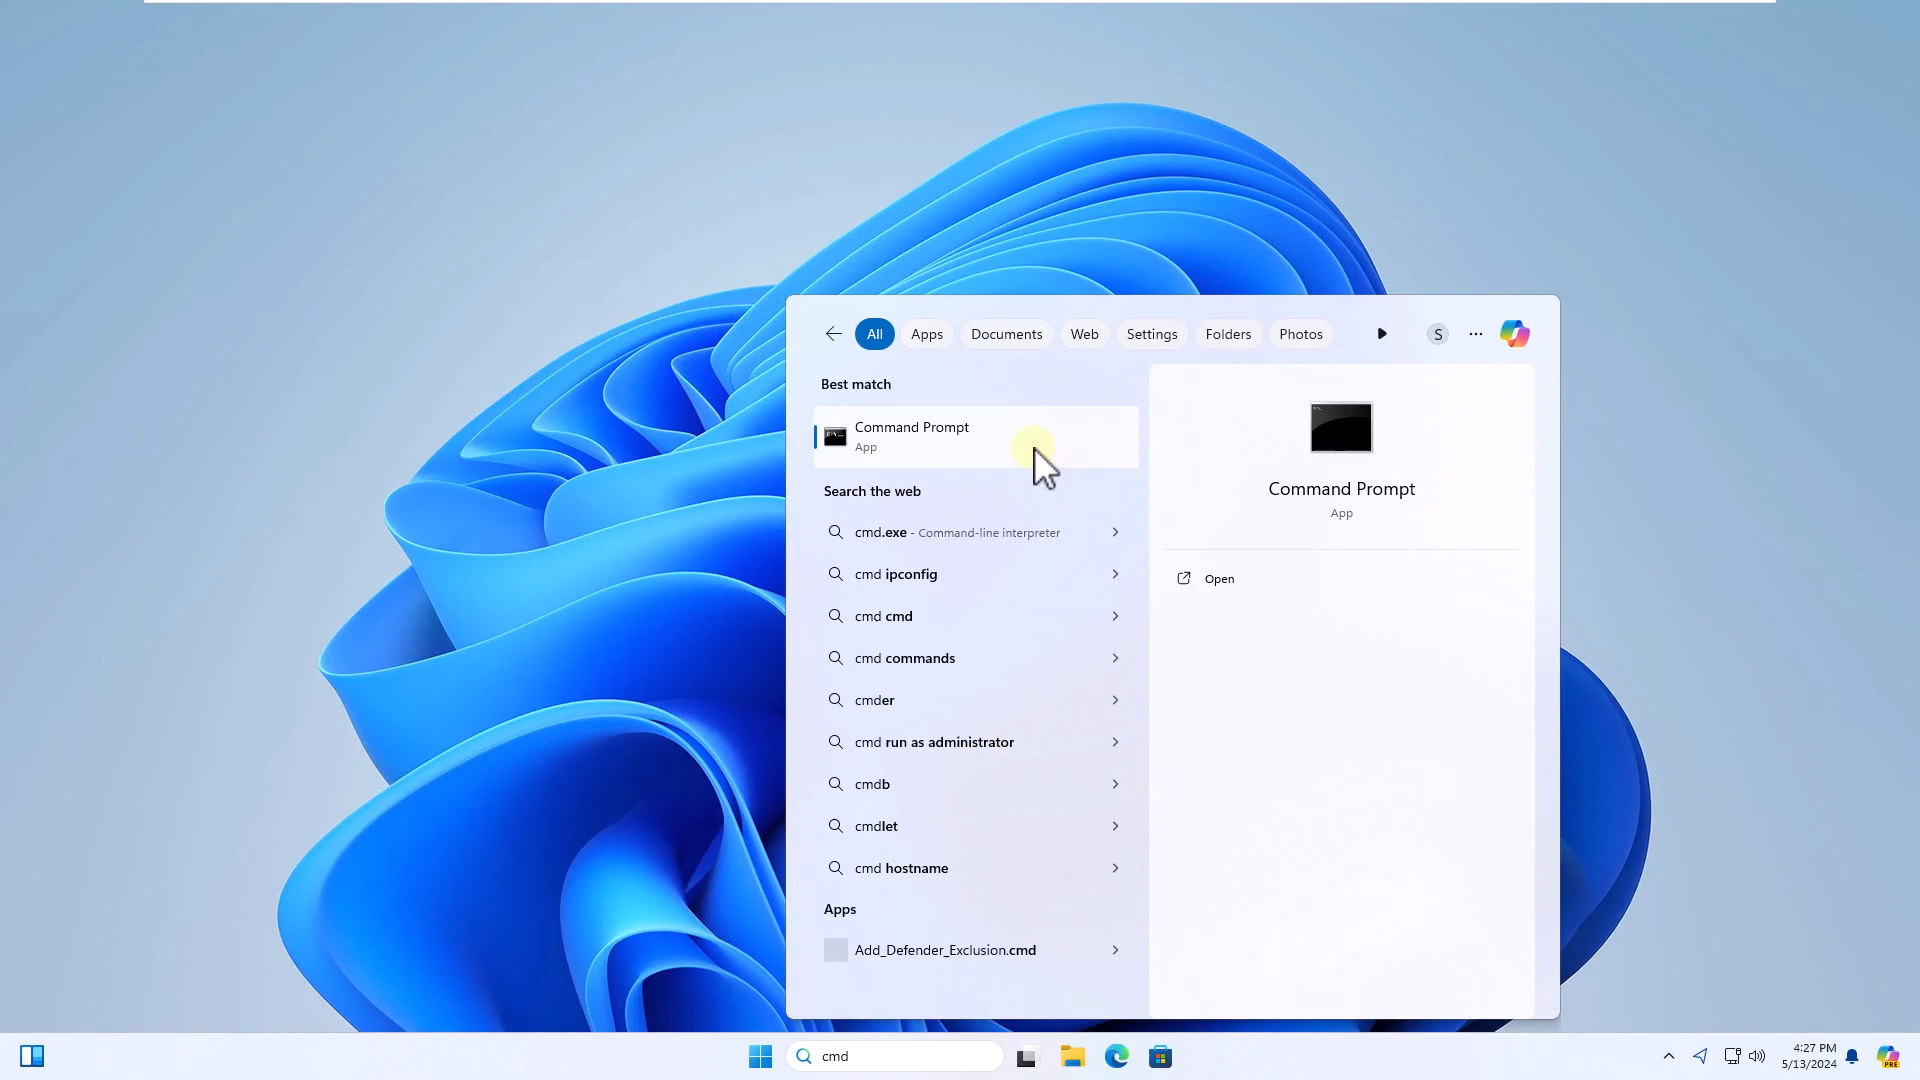 All Apps Documents Web Settings Folders Photos S
Best match
Command Prompt
App
Search the web
cmd.exe - Command-line interpreter
cmd ipconfig
cmd cmd
cmd commands
cmder
cmd run as administrator
cmdb
cmdlet
cmd hostname
Apps
Add_Defender_Exclusion.cmd
Command Prompt
App
Open
cmd
4:27 PM
5/13/2024
PRE